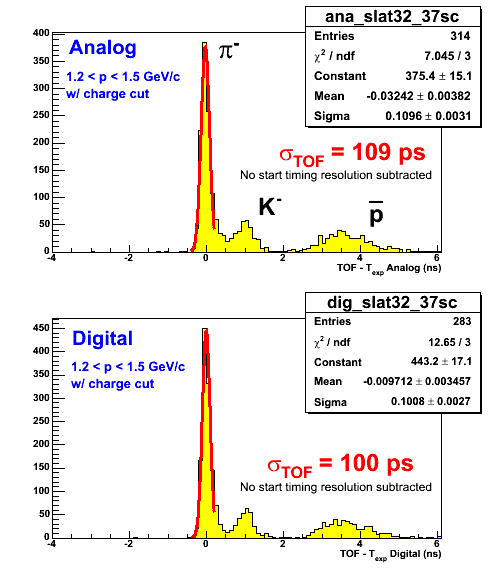 ana_slat32_37sc
Entries 314
χ² / ndf 7.045 / 3
Constant 375.4 ± 15.1
Mean -0.03242 ± 0.00382
Sigma 0.1096 ± 0.0031
Analog
1.2 < p < 1.5 GeV/c
w/ charge cut
π⁻
σTOF = 109 ps
No start timing resolution subtracted
K⁻
p̅
400
350
300
250
200
150
100
50
0
-4 -2 0 2 4 6
TOF - Texp Analog (ns)
dig_slat32_37sc
Entries 283
χ² / ndf 12.65 / 3
Constant 443.2 ± 17.1
Mean -0.009712 ± 0.003457
Sigma 0.1008 ± 0.0027
Digital
1.2 < p < 1.5 GeV/c
w/ charge cut
σTOF = 100 ps
No start timing resolution subtracted
450
400
350
300
250
200
150
100
50
0
-4 -2 0 2 4 6
TOF - Texp Digital (ns)